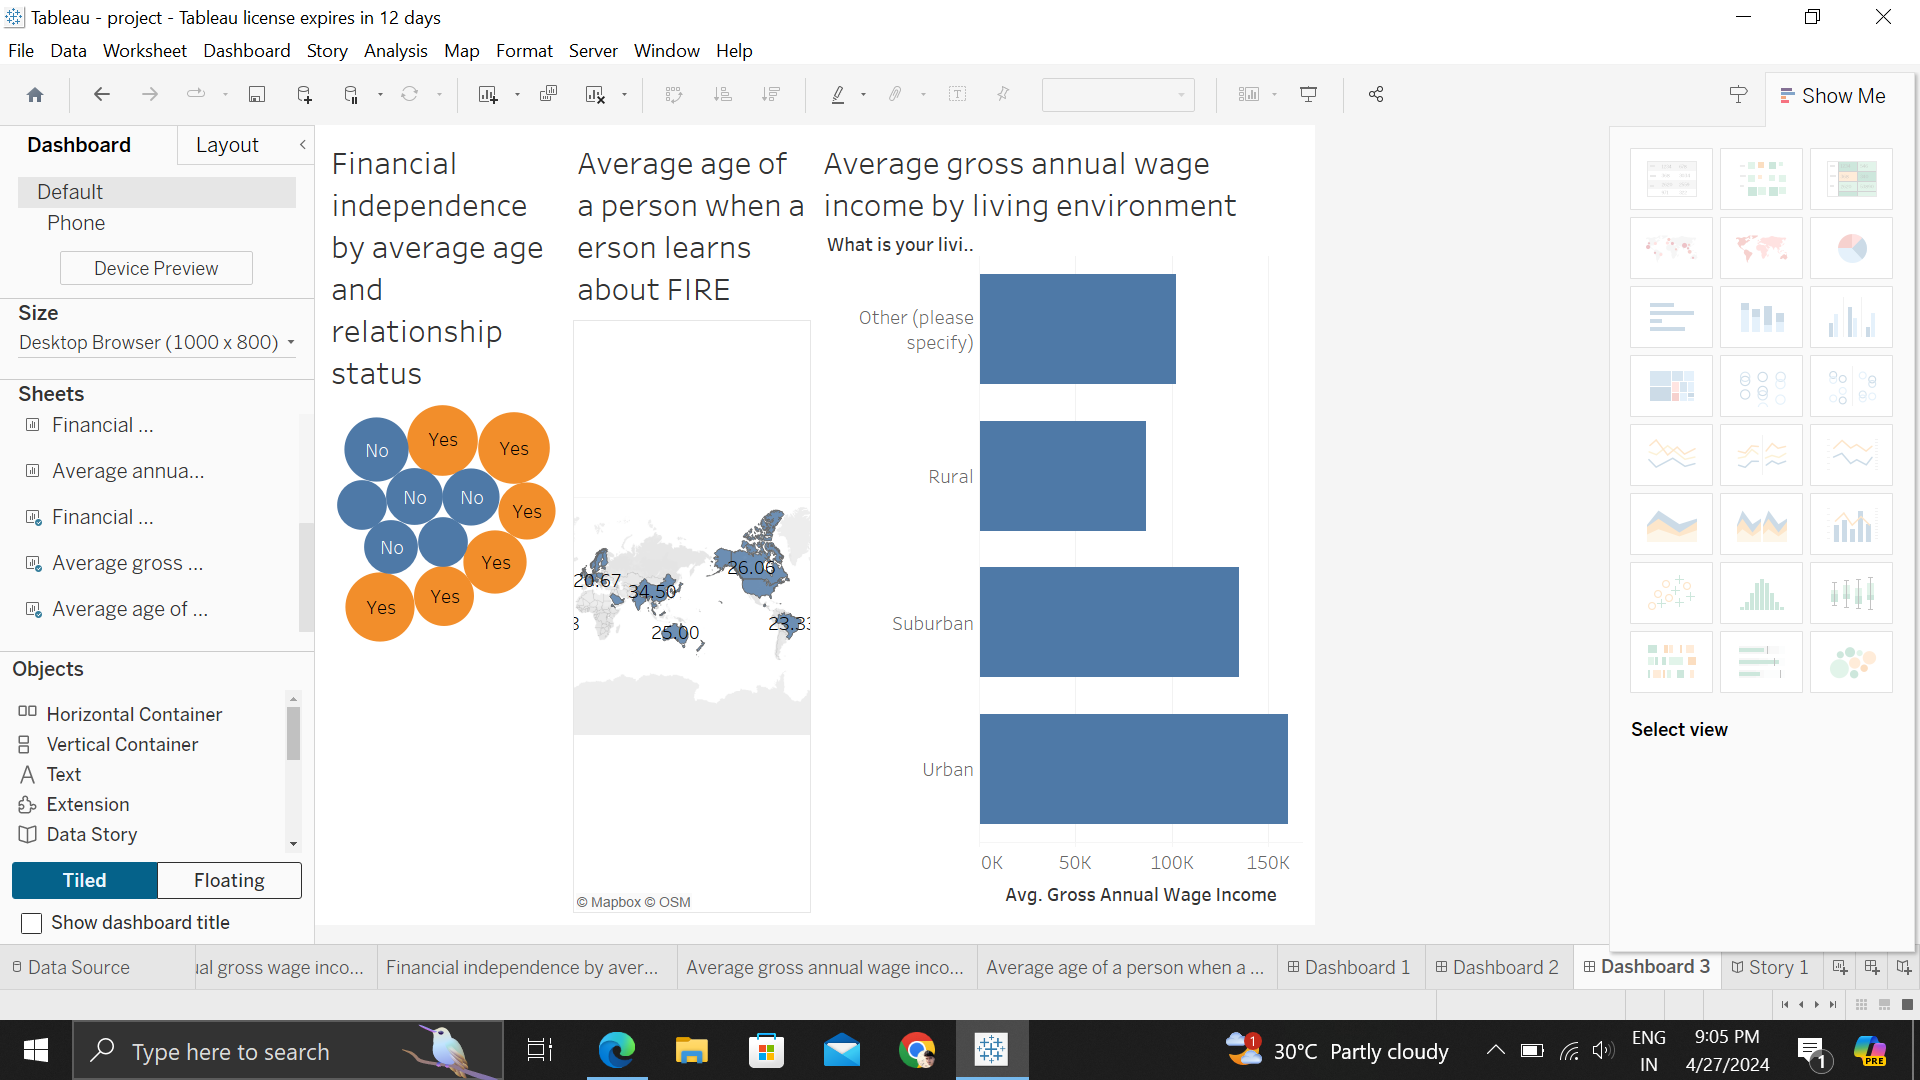 Tableau - project - Tableau license expires in 12 days
File Data Worksheet Dashboard Story Analysis Map Format Server Window Help
Show Me
Dashboard Layout
Default
Phone
Device Preview
Size
Desktop Browser (1000 x 800)
Sheets
Financial ...
Average annua...
Financial ...
Average gross ...
Average age of ...
Objects
Horizontal Container
Vertical Container
Text
Extension
Data Story
Tiled Floating
Show dashboard title
Financial
independence
by average age
and
relationship
status
No
Yes
Yes
No
No
Yes
No
Yes
Yes
Yes
Average age of
a person when a
erson learns
about FIRE
26.06
20.67
34.50
3
25.00
23.33
© Mapbox © OSM
Average gross annual wage
income by living environment
What is your livi..
Other (please
specify)
Rural
Suburban
Urban
0K 50K 100K 150K
Avg. Gross Annual Wage Income
Select view
Data Source
ual gross wage inco...
Financial independence by aver...
Average gross annual wage inco...
Average age of a person when a ...
Dashboard 1
Dashboard 2
Dashboard 3
Story 1
Type here to search
1
30°C Partly cloudy
ENG
IN
9:05 PM
4/27/2024
1
PRE